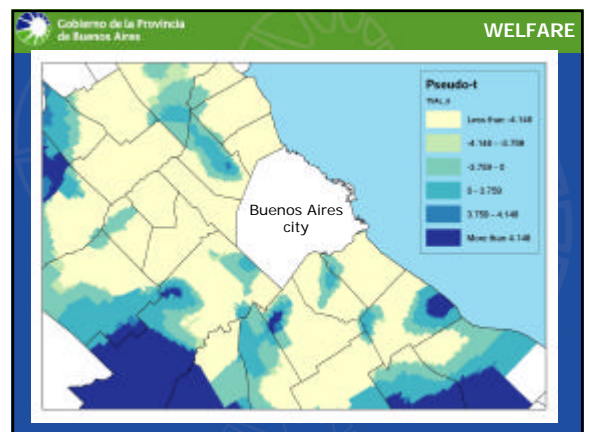 Gobierno de la Provincia
de Buenos Aires
WELFARE
Pseudo-t
Less than -4.148
-4.148 - -3.759
-3.759 - 0
0 - 3.759
3.759 - 4.148
More than 4.148
Buenos Aires
city